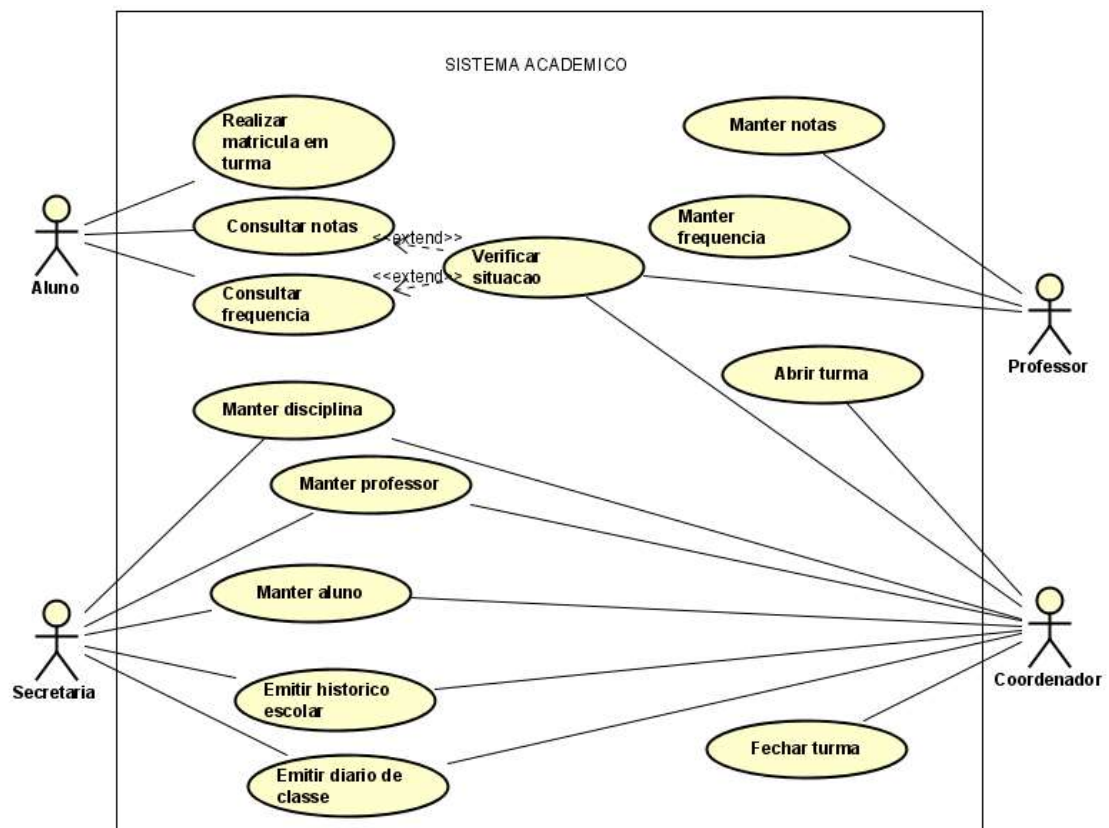 SISTEMA ACADEMICO
Realizar
matricula em
turma
Manter notas
Consultar notas
<<extend>>
Manter
frequencia
Verificar
situacao
<<extend>>
Consultar
frequencia
Aluno
Professor
Abrir turma
Manter disciplina
Manter professor
Manter aluno
Secretaria
Coordenador
Emitir historico
escolar
Fechar turma
Emitir diario de
classe